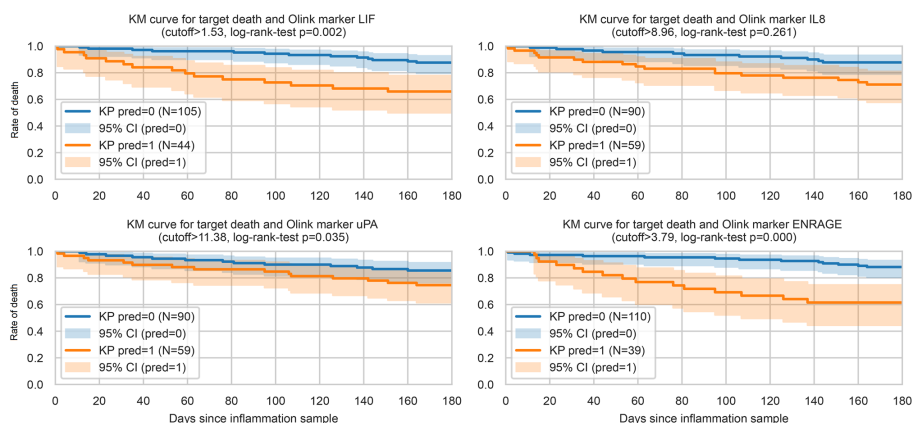 KM curve for target death and Olink marker LIF
(cutoff>1.53, log-rank-test p=0.002)
Rate of death
1.0
0.8
0.6
0.4
0.2
0.0
KP pred=0 (N=105)
95% CI (pred=0)
KP pred=1 (N=44)
95% CI (pred=1)
0 20 40 60 80 100 120 140 160 180
KM curve for target death and Olink marker IL8
(cutoff>8.96, log-rank-test p=0.261)
1.0
0.8
0.6
0.4
0.2
0.0
KP pred=0 (N=90)
95% CI (pred=0)
KP pred=1 (N=59)
95% CI (pred=1)
0 20 40 60 80 100 120 140 160 180
KM curve for target death and Olink marker uPA
(cutoff>11.38, log-rank-test p=0.035)
Rate of death
1.0
0.8
0.6
0.4
0.2
0.0
KP pred=0 (N=90)
95% CI (pred=0)
KP pred=1 (N=59)
95% CI (pred=1)
0 20 40 60 80 100 120 140 160 180
Days since inflammation sample
KM curve for target death and Olink marker ENRAGE
(cutoff>3.79, log-rank-test p=0.000)
1.0
0.8
0.6
0.4
0.2
0.0
KP pred=0 (N=110)
95% CI (pred=0)
KP pred=1 (N=39)
95% CI (pred=1)
0 20 40 60 80 100 120 140 160 180
Days since inflammation sample